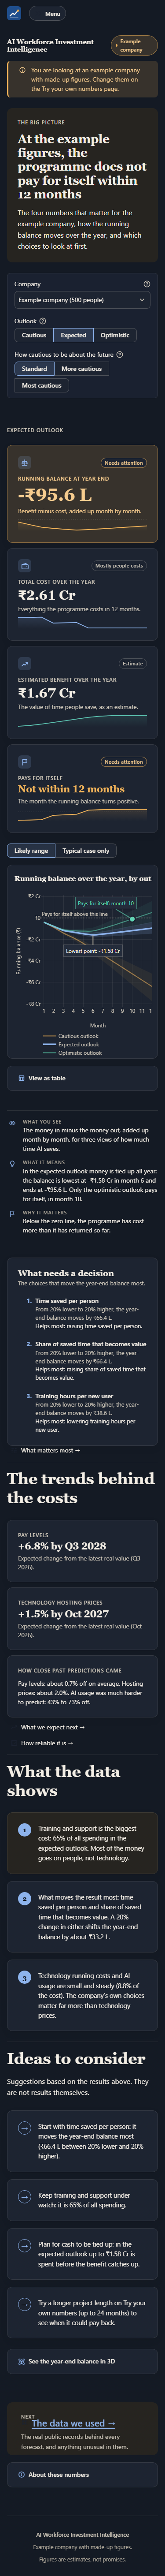 Menu
AI Workforce Investment
Intelligence
Example
company
You are looking at an example company
with made-up figures. Change them on
the Try your own numbers page.
THE BIG PICTURE
At the example
figures, the
programme does not
pay for itself within
12 months
The four numbers that matter for the
example company, how the running
balance moves over the year, and which
choices to look at first.
Company
Example company (500 people)
Outlook
Cautious
Expected
Optimistic
How cautious to be about the future
Standard
More cautious
Most cautious
EXPECTED OUTLOOK
Needs attention
RUNNING BALANCE AT YEAR END
-₹95.6 L
Benefit minus cost, added up month by month.
Mostly people costs
TOTAL COST OVER THE YEAR
₹2.61 Cr
Everything the programme costs in 12 months.
Estimate
ESTIMATED BENEFIT OVER THE YEAR
₹1.67 Cr
The value of time people save, as an estimate.
Needs attention
PAYS FOR ITSELF
Not within 12 months
The month the running balance turns positive.
Likely range
Typical case only
Running balance over the year, by outl
₹2 Cr
Pays for itself: month 10
₹0
Pays for itself above this line
-₹2 Cr
Lowest point: -₹1.58 Cr
-₹4 Cr
-₹6 Cr
-₹8 Cr
Running balance (₹)
1 2 3 4 5 6 7 8 9 10 11 1
Month
Cautious outlook
Expected outlook
Optimistic outlook
View as table
WHAT YOU SEE
The money in minus the money out, added up
month by month, for three views of how much
time AI saves.
WHAT IT MEANS
In the expected outlook money is tied up all year:
the balance is lowest at -₹1.58 Cr in month 6 and
ends at -₹95.6 L. Only the optimistic outlook pays
for itself, in month 10.
WHY IT MATTERS
Below the zero line, the programme has cost
more than it has returned so far.
What needs a decision
The choices that move the year-end balance most.
1. Time saved per person
From 20% lower to 20% higher, the year-
end balance moves by ₹66.4 L.
Helps most: raising time saved per person.
2. Share of saved time that becomes value
From 20% lower to 20% higher, the year-
end balance moves by ₹66.4 L.
Helps most: raising share of saved time that
becomes value.
3. Training hours per new user
From 20% lower to 20% higher, the year-
end balance moves by ₹38.6 L.
Helps most: lowering training hours per
new user.
What matters most →
The trends behind
the costs
PAY LEVELS
+6.8% by Q3 2028
Expected change from the latest real value (Q3
2026).
TECHNOLOGY HOSTING PRICES
+1.5% by Oct 2027
Expected change from the latest real value (Oct
2026).
HOW CLOSE PAST PREDICTIONS CAME
Pay levels: about 0.7% off on average. Hosting
prices: about 2.0%. AI usage was much harder
to predict: 43% to 73% off.
What we expect next →
How reliable it is →
What the data
shows
1
Training and support is the biggest
cost: 65% of all spending in the
expected outlook. Most of the money
goes on people, not technology.
2
What moves the result most: time
saved per person and share of saved
time that becomes value. A 20%
change in either shifts the year-end
balance by about ₹33.2 L.
3
Technology running costs and AI
usage are small and steady (8.8% of
the cost). The company's own choices
matter far more than technology
prices.
Ideas to consider
Suggestions based on the results above. They
are not results themselves.
Start with time saved per person: it
moves the year-end balance most
(₹66.4 L between 20% lower and 20%
higher).
Keep training and support under
watch: it is 65% of all spending.
Plan for cash to be tied up: in the
expected outlook up to ₹1.58 Cr is
spent before the benefit catches up.
Try a longer project length on Try your
own numbers (up to 24 months) to
see when it could pay back.
See the year-end balance in 3D
NEXT
The data we used →
The real public records behind every
forecast, and anything unusual in them.
About these numbers
AI Workforce Investment Intelligence
Example company with made-up figures.
Figures are estimates, not promises.